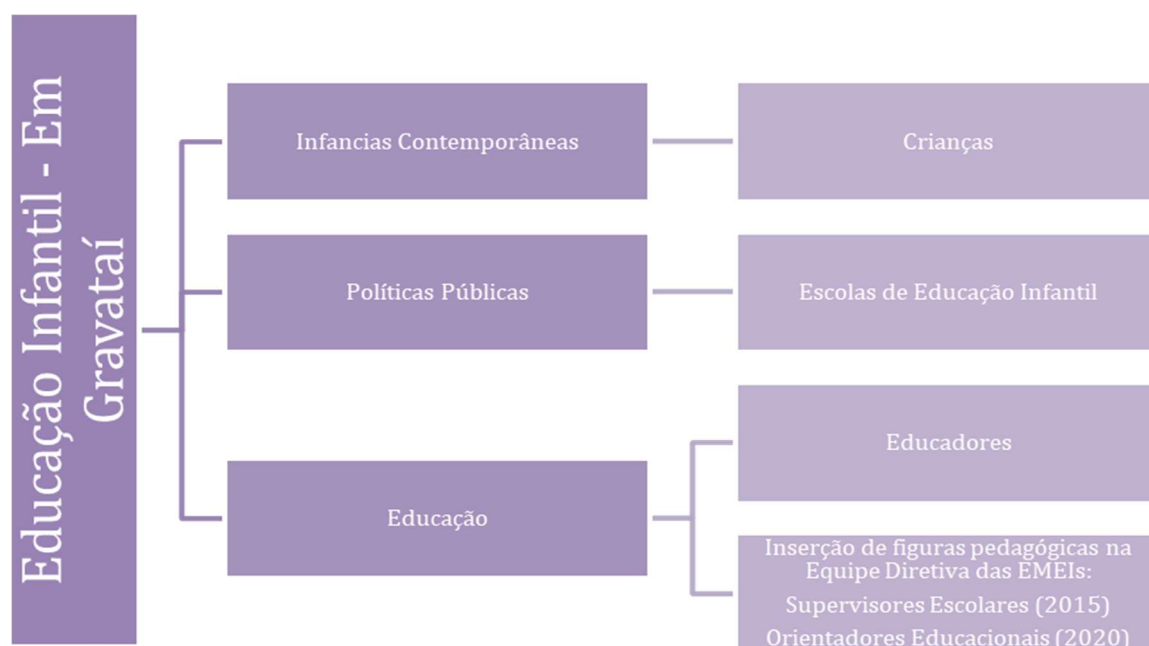 Educação Infantil - Em
Gravataí
Infancias Contemporâneas
Crianças
Políticas Públicas
Escolas de Educação Infantil
Educação
Educadores
Inserção de figuras pedagógicas na
Equipe Diretiva das EMEIs:
Supervisores Escolares (2015)
Orientadores Educacionais (2020)